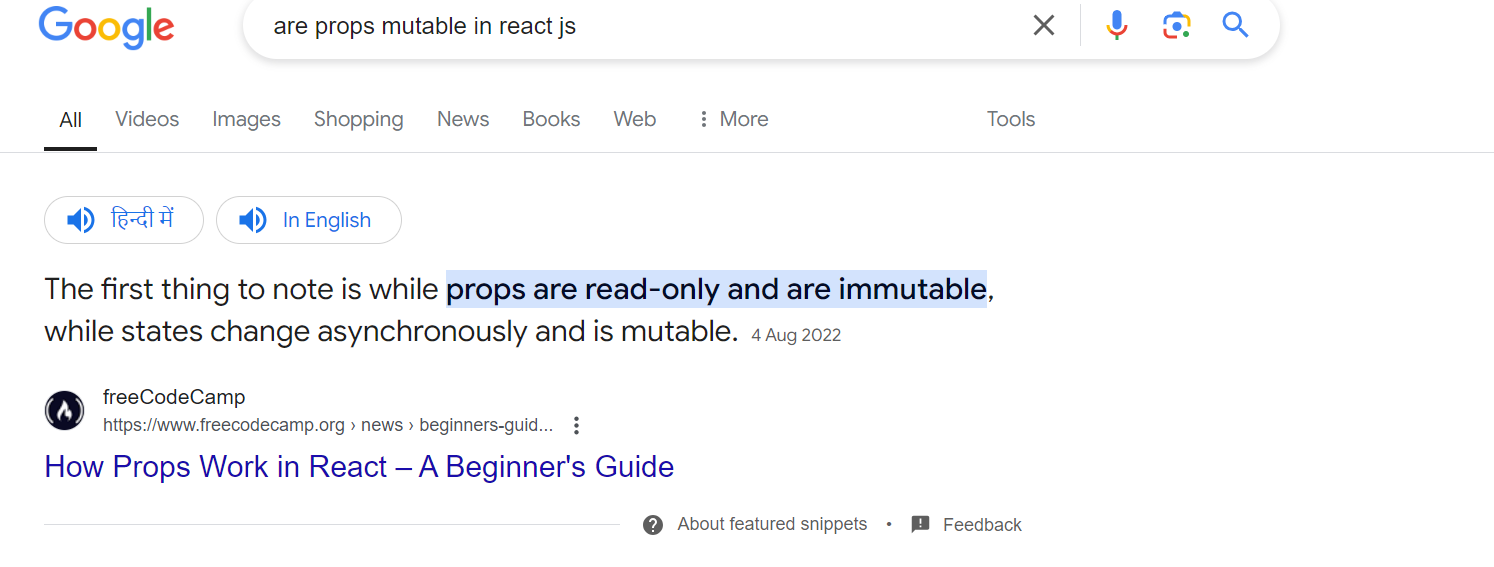 Google
are props mutable in react js
All Videos Images Shopping News Books Web More Tools
हिन्दी में In English
The first thing to note is while props are read-only and are immutable,
while states change asynchronously and is mutable. 4 Aug 2022
freeCodeCamp
https://www.freecodecamp.org › news › beginners-guid...
How Props Work in React – A Beginner's Guide
About featured snippets • Feedback